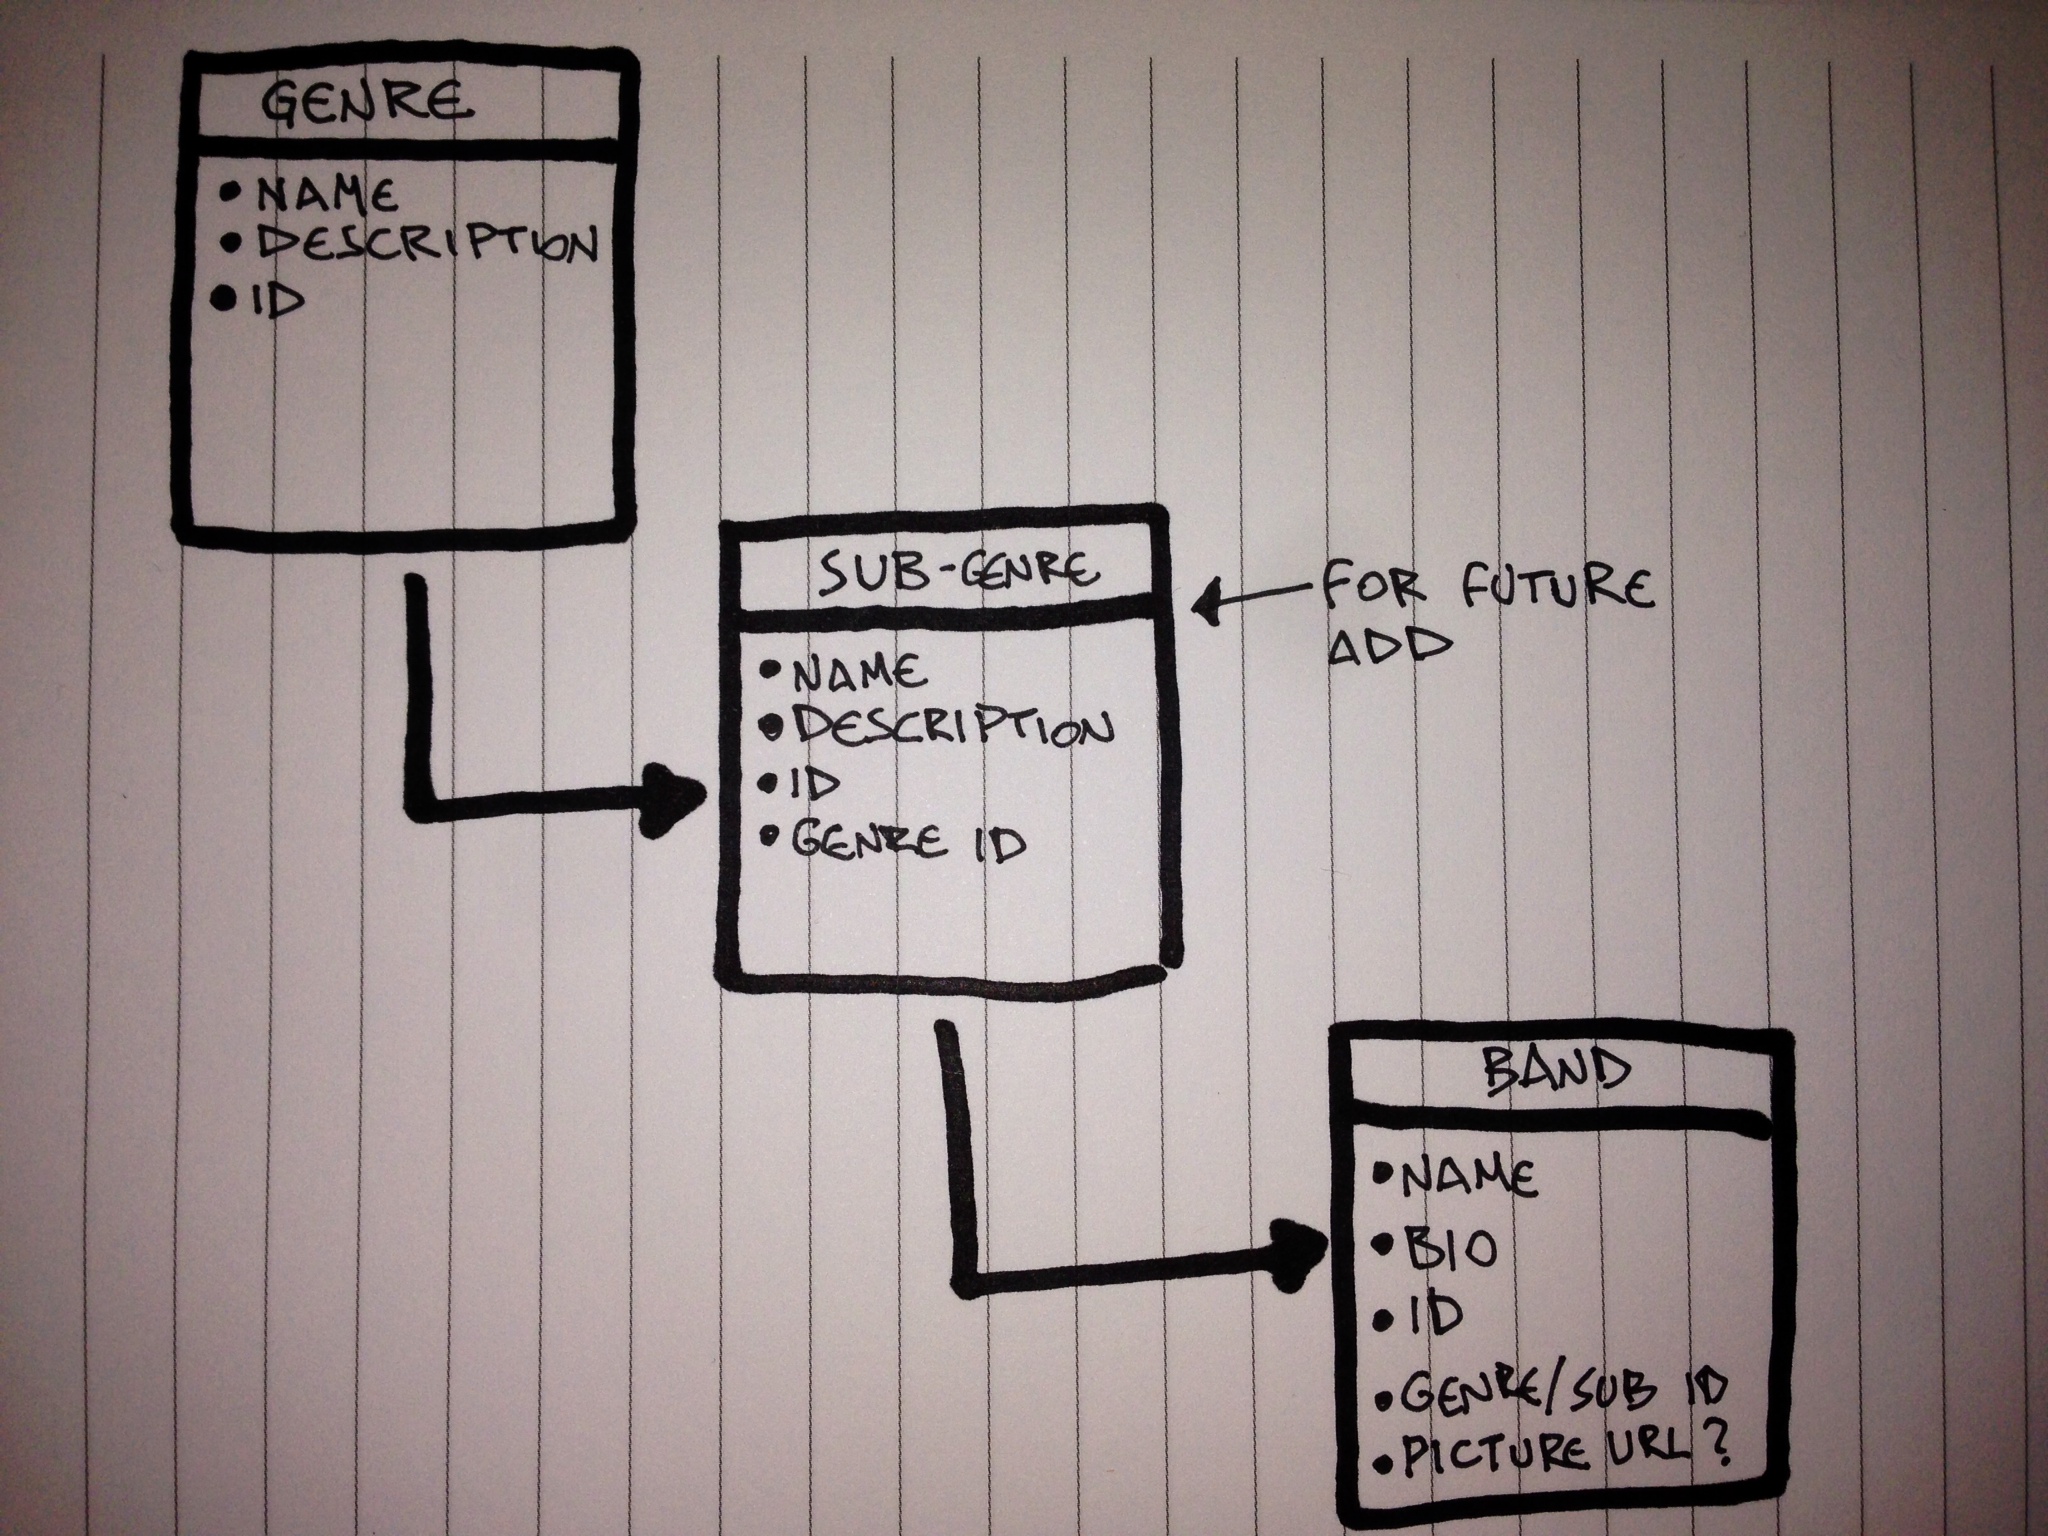 GENRE
• NAME
• DESCRIPTION
• ID
SUB-GENRE
• NAME
• DESCRIPTION
• ID
• GENRE ID
FOR FUTURE
ADD
BAND
• NAME
• BIO
• ID
• GENRE/SUB ID
• PICTURE URL?